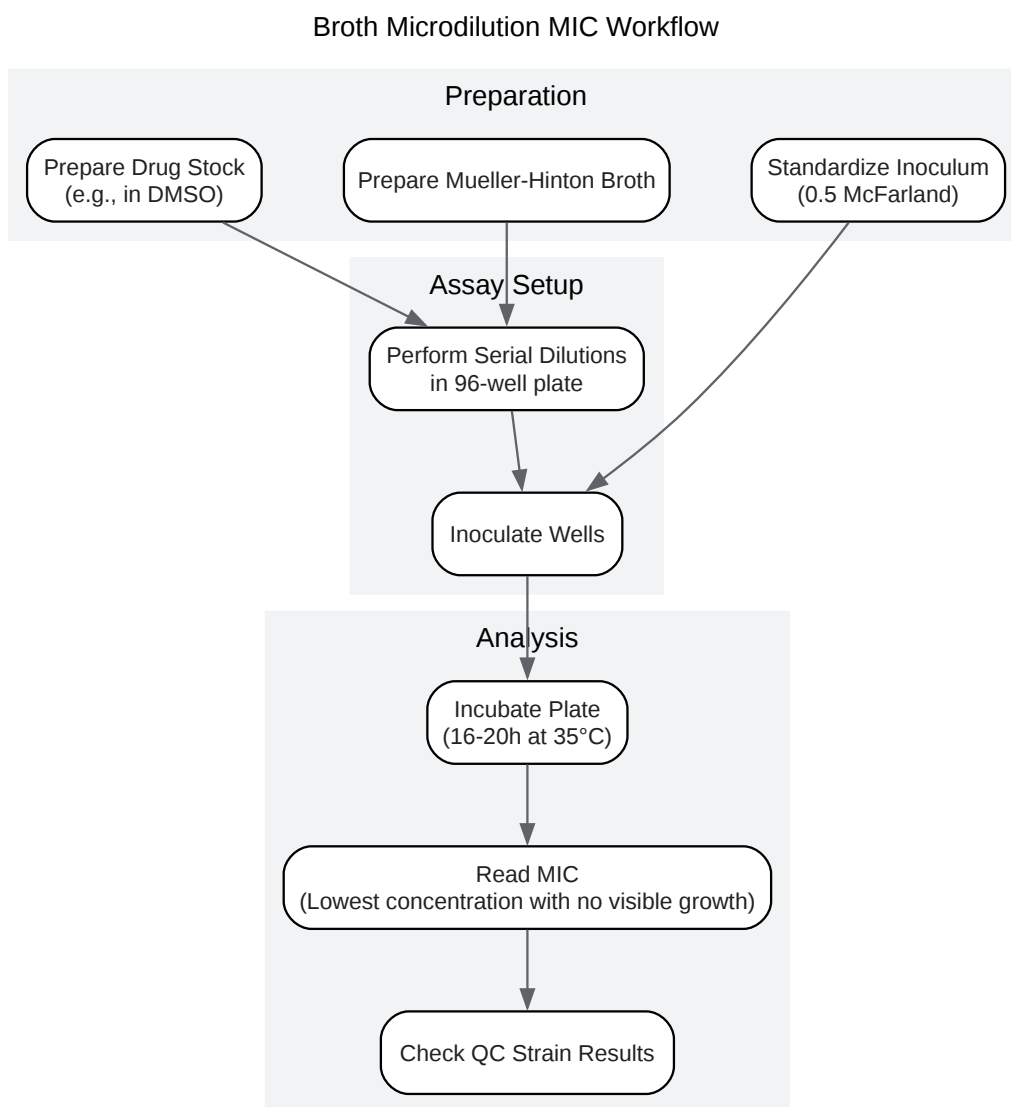 Broth Microdilution MIC Workflow
Preparation
Prepare Drug Stock
(e.g., in DMSO)
Prepare Mueller-Hinton Broth
Standardize Inoculum
(0.5 McFarland)
Assay Setup
Perform Serial Dilutions
in 96-well plate
Inoculate Wells
Analysis
Incubate Plate
(16-20h at 35°C)
Read MIC
(Lowest concentration with no visible growth)
Check QC Strain Results